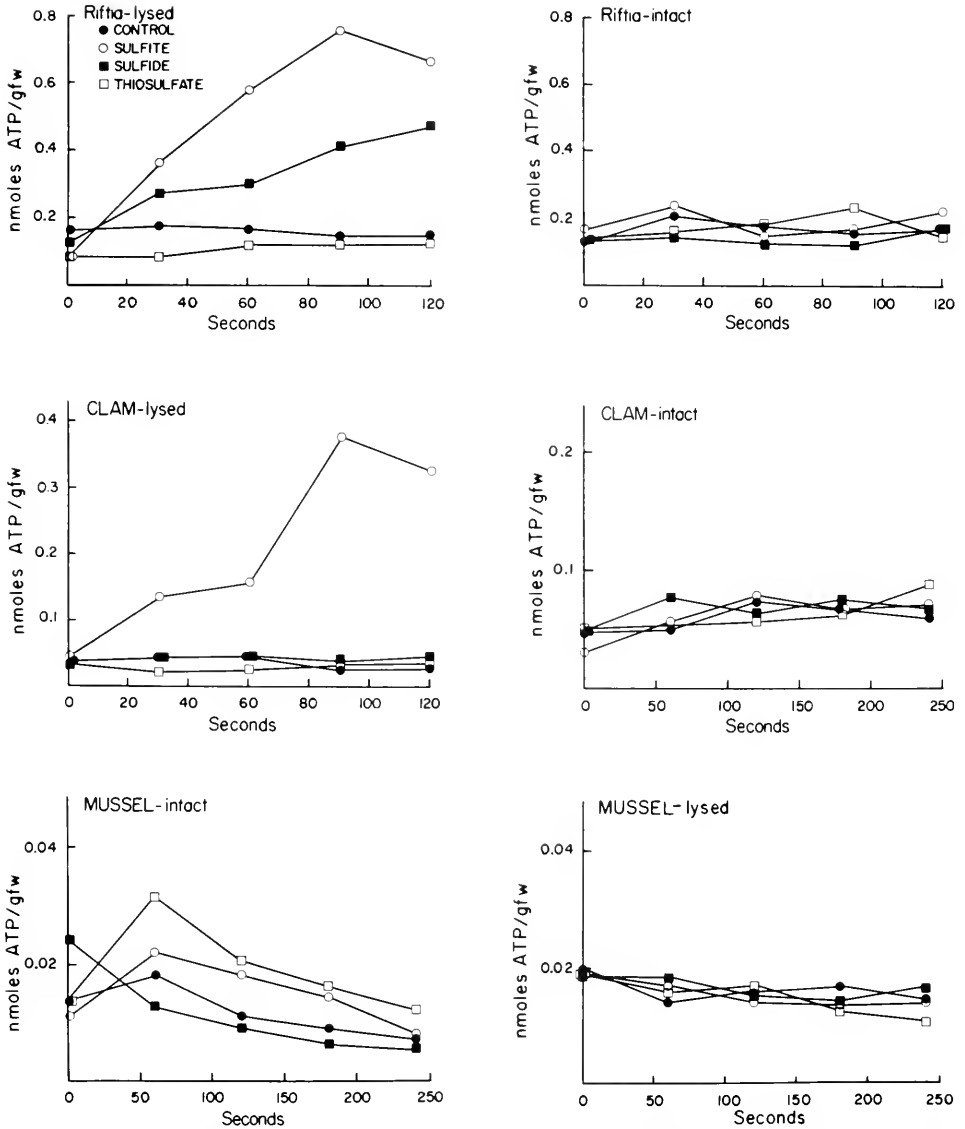 Riftia-lysed
CONTROL
SULFITE
SULFIDE
THIOSULFATE
nmoles ATP/gfw
0.8
0.6
0.4
0.2
0 20 40 60 80 100 120
Seconds
Riftia-intact
nmoles ATP/gfw
0.8
0.6
0.4
0.2
0 20 40 60 80 100 120
Seconds
CLAM-lysed
nmoles ATP/gfw
0.4
0.3
0.2
0.1
0 20 40 60 80 100 120
Seconds
CLAM-intact
nmoles ATP/gfw
0.2
0.1
0 50 100 150 200 250
Seconds
MUSSEL-intact
nmoles ATP/gfw
0.04
0.02
0 50 100 150 200 250
Seconds
MUSSEL-lysed
nmoles ATP/gfw
0.04
0.02
0 50 100 150 200 250
Seconds